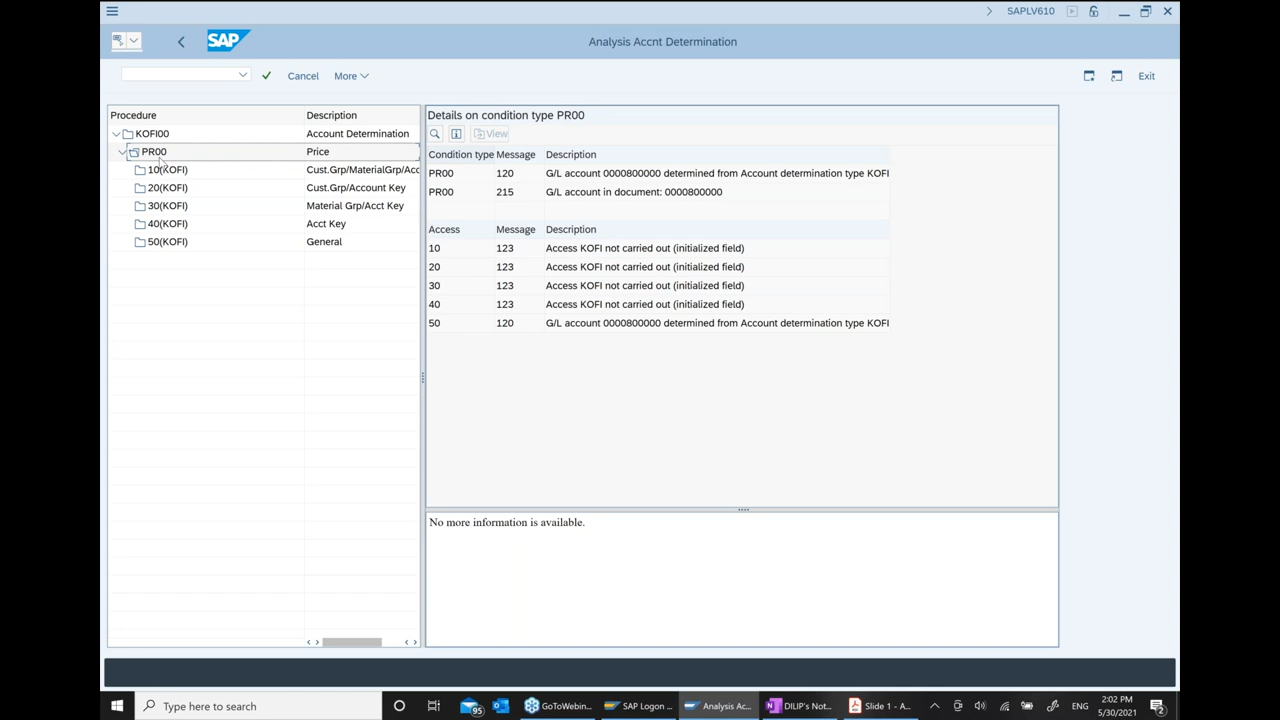 SAPLV610
SAP
Analysis Accnt Determination
Cancel More Exit
Procedure Description
KOFI00 Account Determination
PR00 Price
10(KOFI) Cust.Grp/MaterialGrp/Acc
20(KOFI) Cust.Grp/Account Key
30(KOFI) Material Grp/Acct Key
40(KOFI) Acct Key
50(KOFI) General
Details on condition type PR00
View
Condition type Message Description
PR00 120 G/L account 0000800000 determined from Account determination type KOFI
PR00 215 G/L account in document: 0000800000
Access Message Description
10 123 Access KOFI not carried out (initialized field)
20 123 Access KOFI not carried out (initialized field)
30 123 Access KOFI not carried out (initialized field)
40 123 Access KOFI not carried out (initialized field)
50 120 G/L account 0000800000 determined from Account determination type KOFI
No more information is available.
Type here to search 95 GoToWebin... SAP Logon ... Analysis Ac... DILIP's Not... Slide 1 - A... ENG 2:02 PM
5/30/2021 2